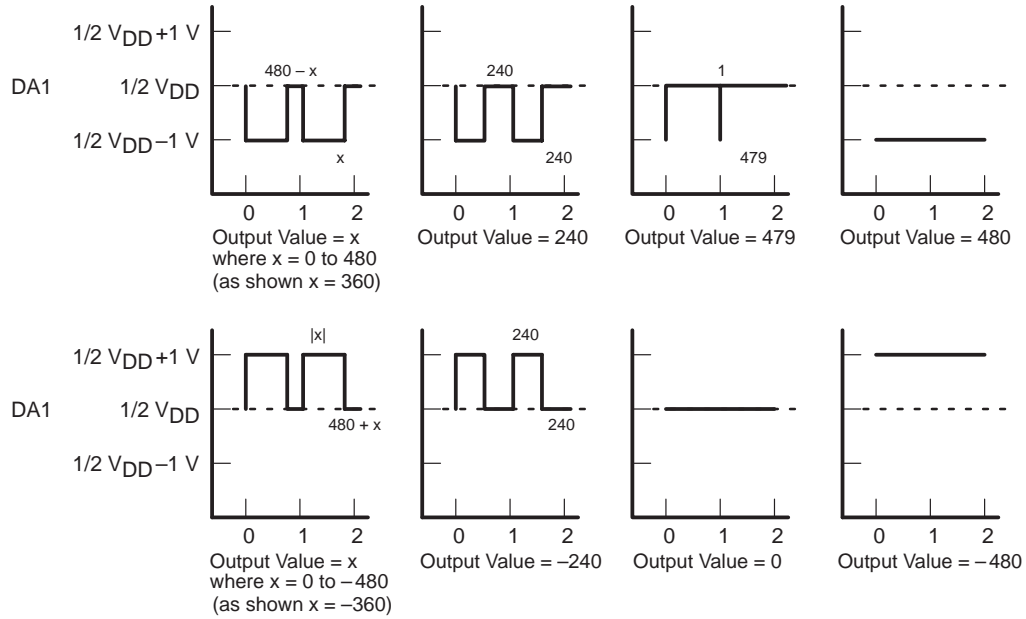 1/2 VDD+1 V
DA1
1/2 VDD
1/2 VDD–1 V
480 – x
x
0 1 2
Output Value = x
where x = 0 to 480
(as shown x = 360)
240
240
0 1 2
Output Value = 240
1
479
0 1 2
Output Value = 479
0 1 2
Output Value = 480
1/2 VDD+1 V
DA1
1/2 VDD
1/2 VDD–1 V
|x|
480 + x
0 1 2
Output Value = x
where x = 0 to –480
(as shown x = –360)
240
240
0 1 2
Output Value = –240
0 1 2
Output Value = 0
0 1 2
Output Value = –480